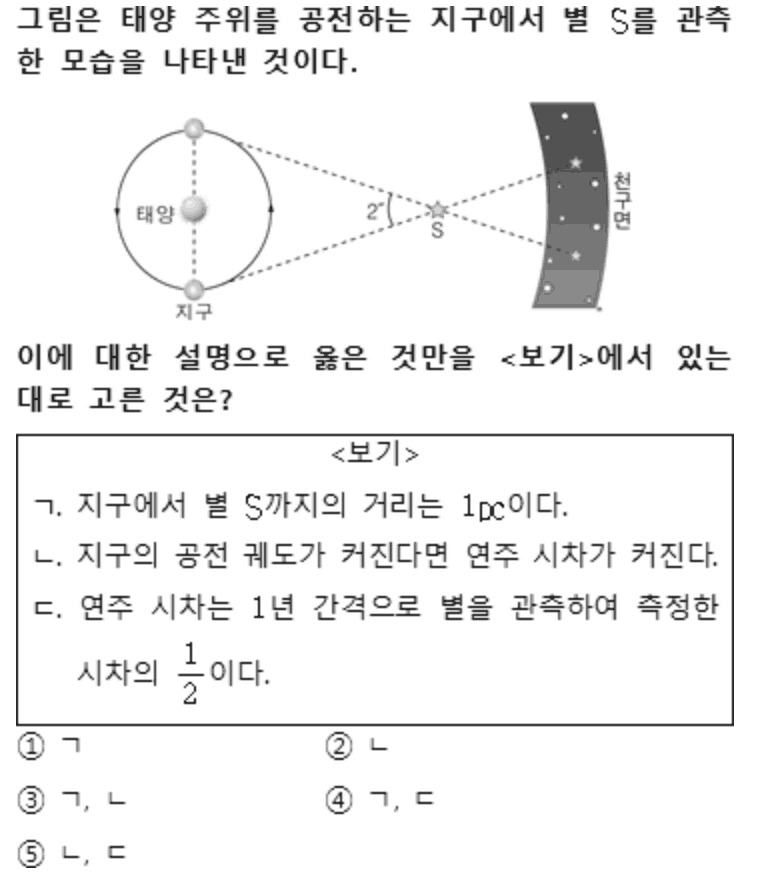 그림은 태양 주위를 공전하는 지구에서 별 S를 관측
한 모습을 나타낸 것이다.
태양
2″
S
천구면
지구
이에 대한 설명으로 옳은 것만을 <보기>에서 있는
대로 고른 것은?
<보기>
ㄱ. 지구에서 별 S까지의 거리는 1pc이다.
ㄴ. 지구의 공전 궤도가 커진다면 연주 시차가 커진다.
ㄷ. 연주 시차는 1년 간격으로 별을 관측하여 측정한
시차의 1/2이다.
① ㄱ ② ㄴ
③ ㄱ, ㄴ ④ ㄱ, ㄷ
⑤ ㄴ, ㄷ